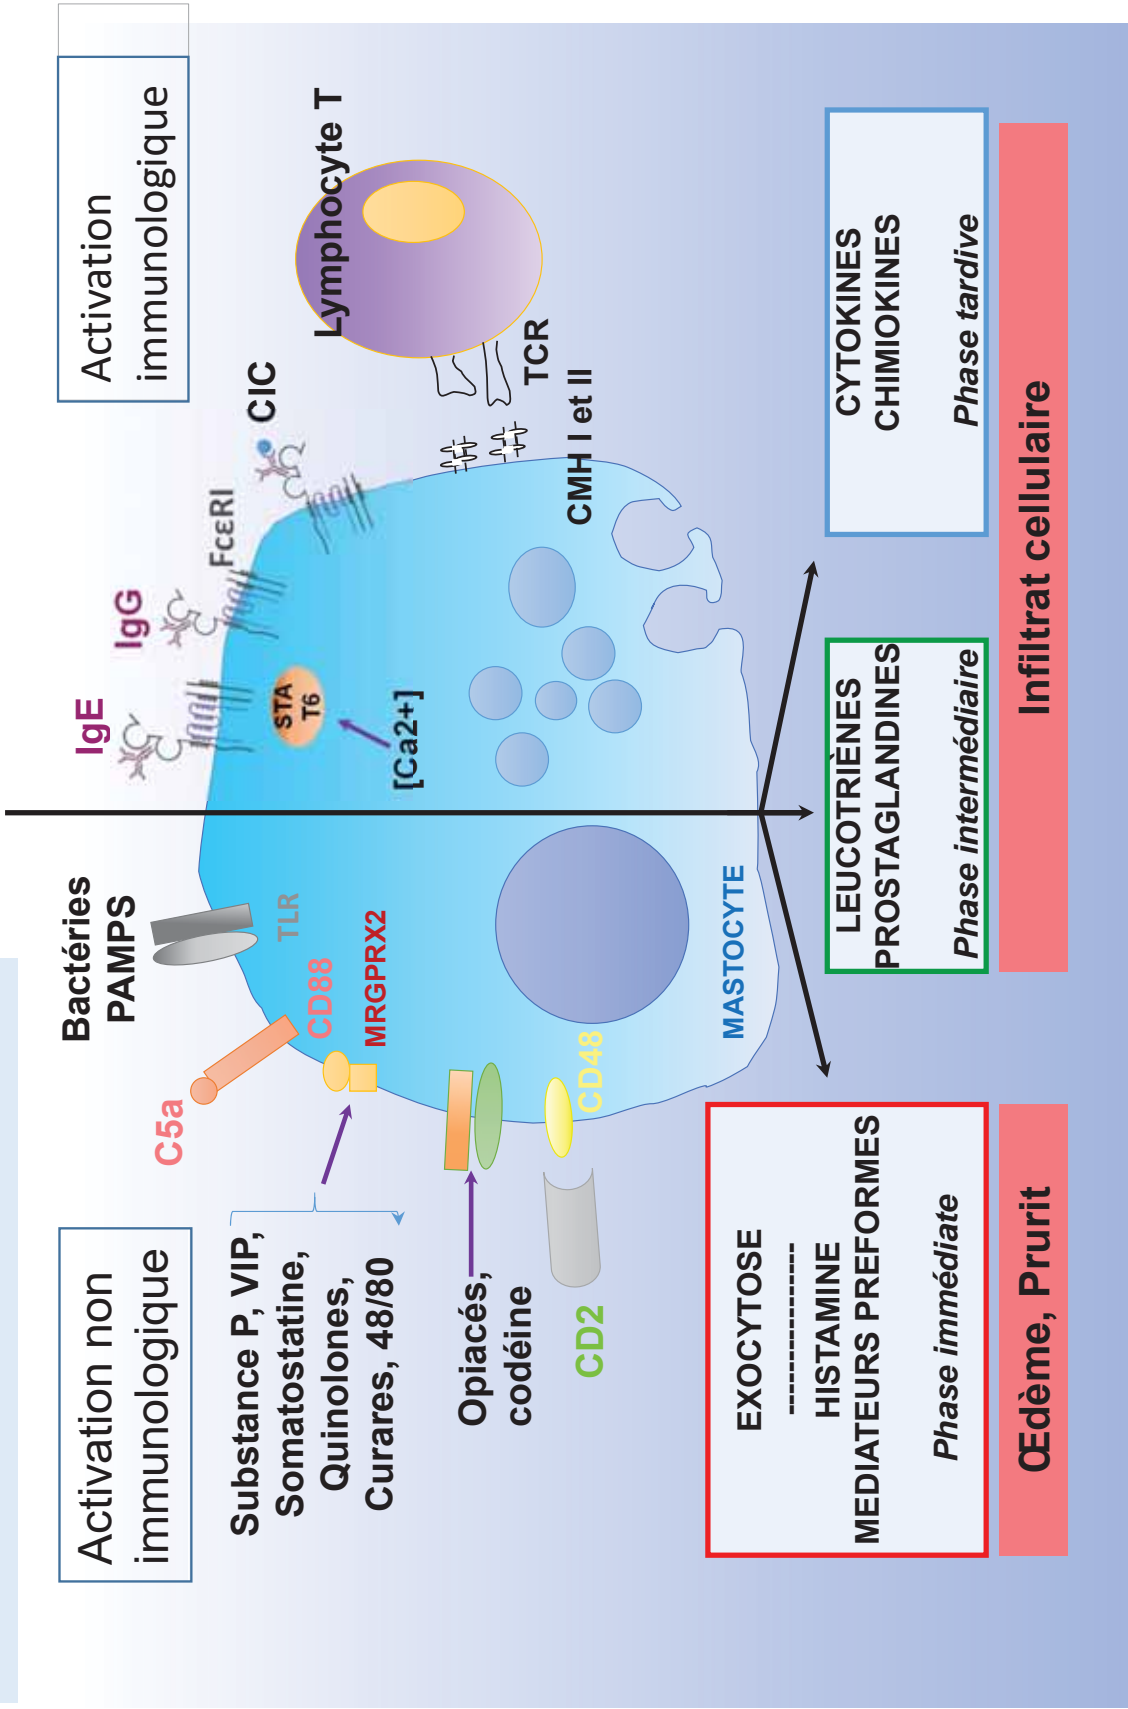 Activation non
immunologique
Activation
immunologique
Bactéries
PAMPS
IgE
IgG
FcεRI
CIC
C5a
TLR
CD88
MRGPRX2
STA
T6
[Ca2+]
Lymphocyte T
TCR
CMH I et II
Substance P, VIP,
Somatostatine,
Quinolones,
Curares, 48/80
Opiacés,
codéine
CD2
CD48
MASTOCYTE
EXOCYTOSE
----------------
HISTAMINE
MEDIATEURS PREFORMES
Phase immédiate
LEUCOTRIÈNES
PROSTAGLANDINES
Phase intermédiaire
CYTOKINES
CHIMIOKINES
Phase tardive
Œdème, Prurit
Infiltrat cellulaire